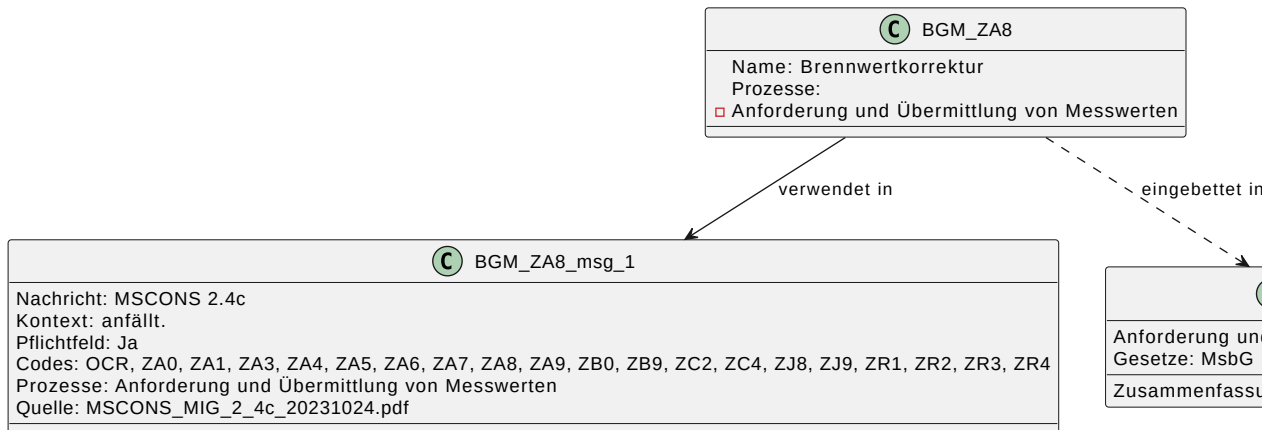 C BGM_ZA8
Name: Brennwertkorrektur
Prozesse:
Anforderung und Übermittlung von Messwerten
verwendet in
eingebettet in
C BGM_ZA8_msg_1
Nachricht: MSCONS 2.4c
Kontext: anfällt.
Pflichtfeld: Ja
Codes: OCR, ZA0, ZA1, ZA3, ZA4, ZA5, ZA6, ZA7, ZA8, ZA9, ZB0, ZB9, ZC2, ZC4, ZJ8, ZJ9, ZR1, ZR2, ZR3, ZR4
Prozesse: Anforderung und Übermittlung von Messwerten
Quelle: MSCONS_MIG_2_4c_20231024.pdf
Anforderung und
Gesetze: MsbG
Zusammenfassu